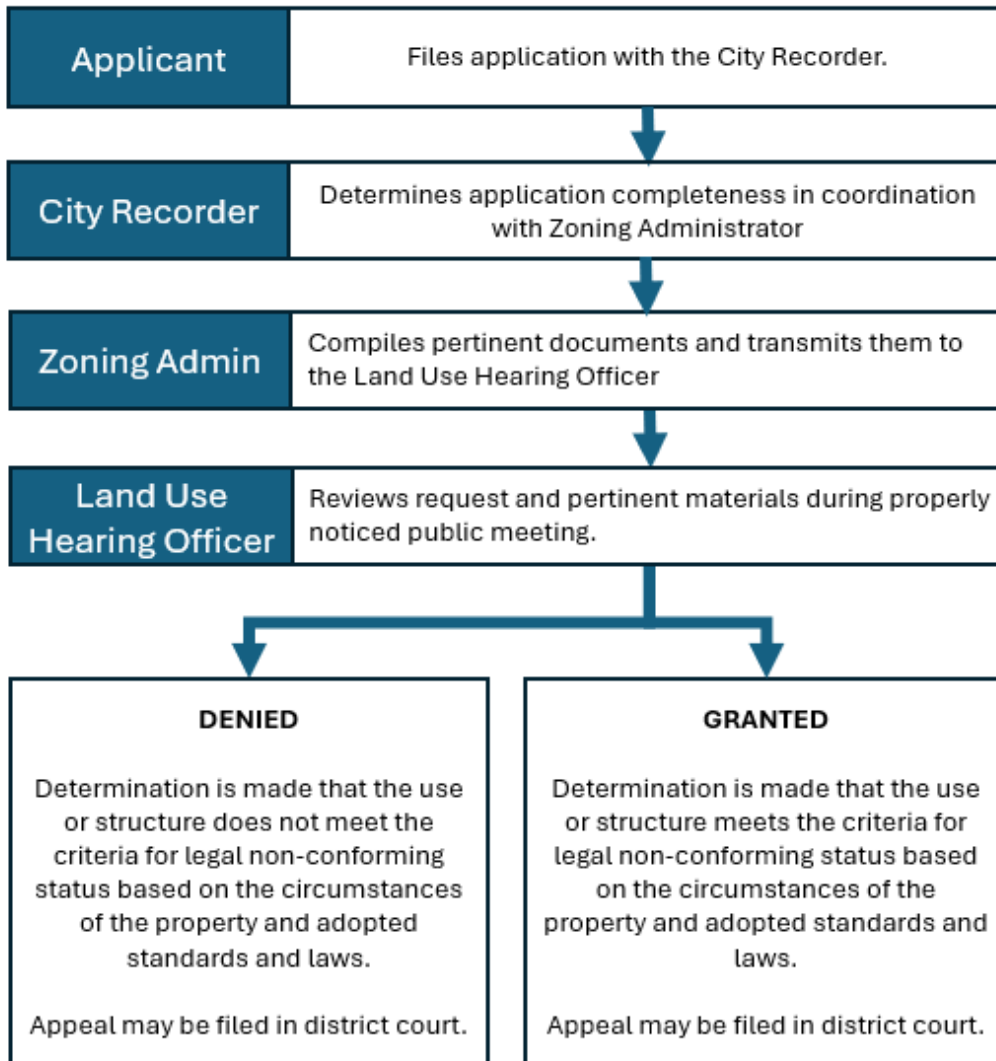 Applicant
Files application with the City Recorder.
City Recorder
Determines application completeness in coordination
with Zoning Administrator
Zoning Admin
Compiles pertinent documents and transmits them to
the Land Use Hearing Officer
Land Use
Hearing Officer
Reviews request and pertinent materials during properly
noticed public meeting.
DENIED
Determination is made that the use
or structure does not meet the
criteria for legal non-conforming
status based on the circumstances
of the property and adopted
standards and laws.
Appeal may be filed in district court.
GRANTED
Determination is made that the use
or structure meets the criteria for
legal non-conforming status based
on the circumstances of the
property and adopted standards and
laws.
Appeal may be filed in district court.